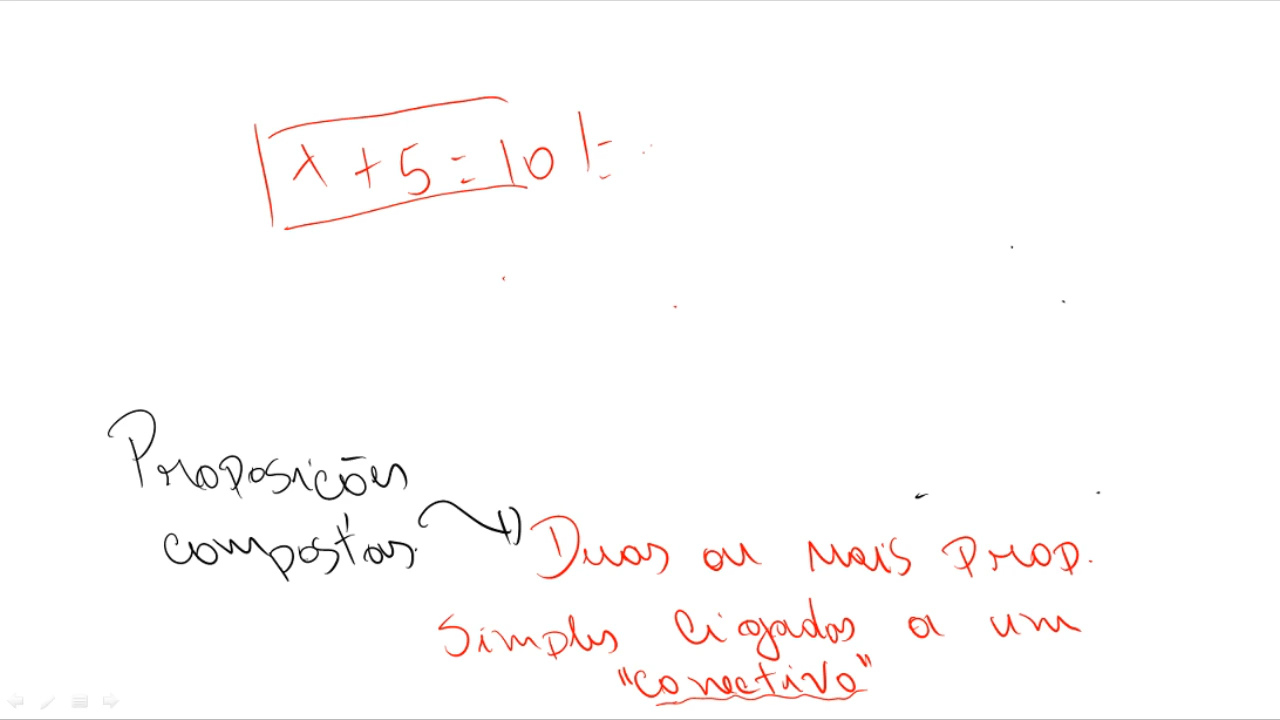 x + 5 = 10
Proposições
compostas
Duas ou mais prop.
simples ligadas a um
"conectivo"